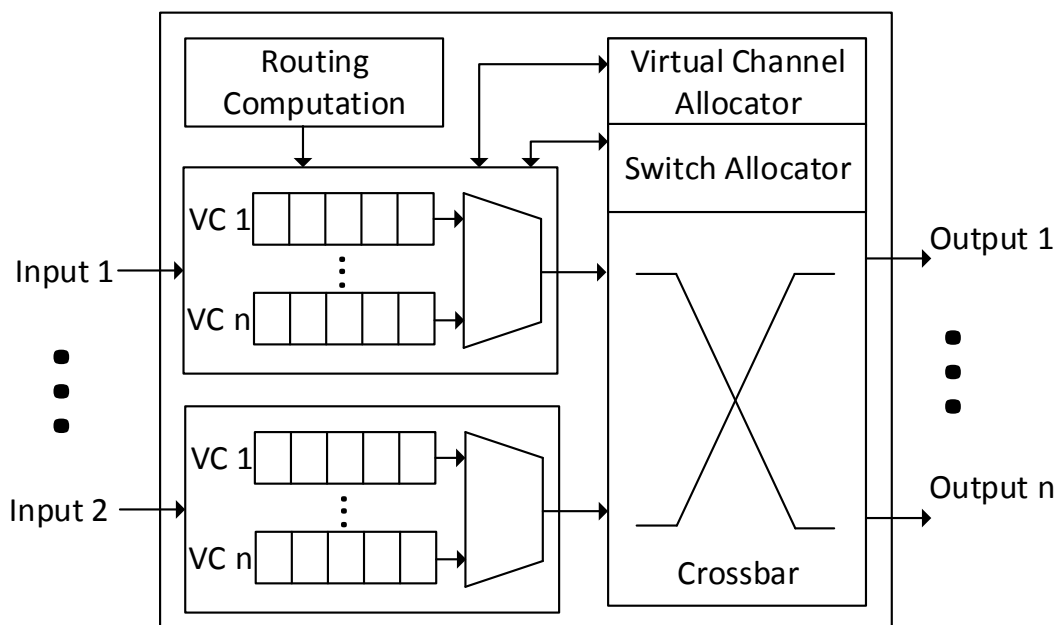 Routing
Computation
Virtual Channel
Allocator
Switch Allocator
VC 1
VC n
Input 1
Output 1
VC 1
VC n
Input 2
Output n
Crossbar